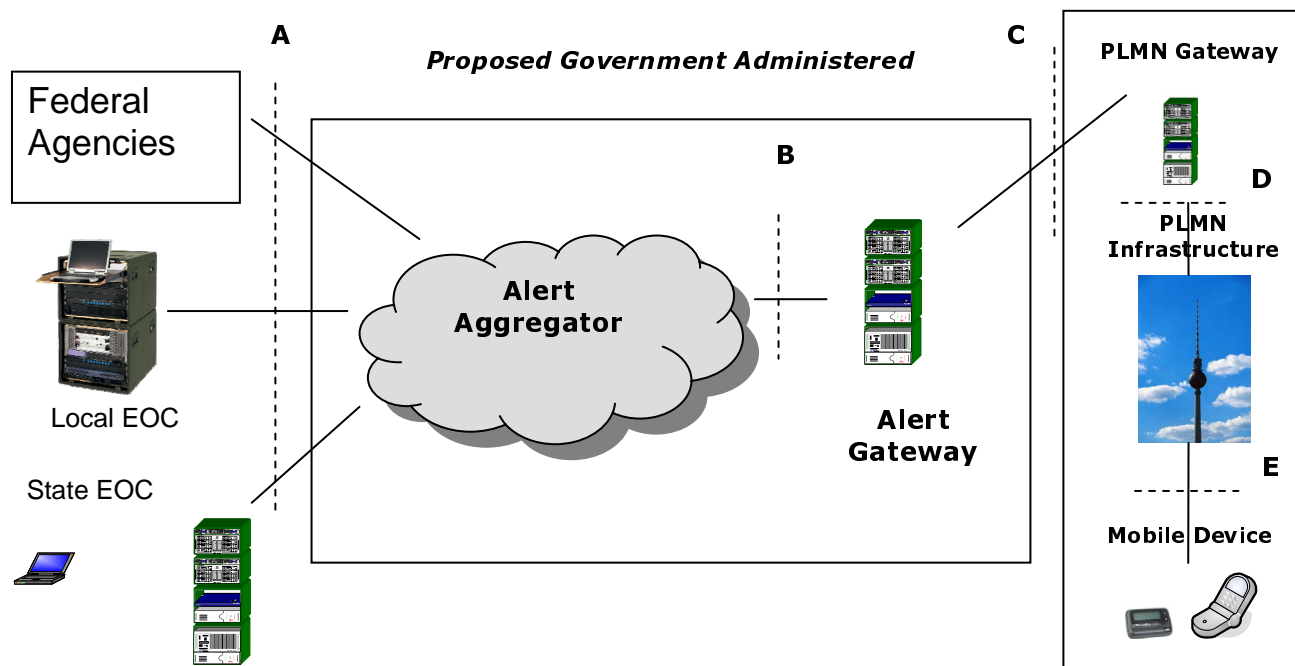 A
C
Proposed Government Administered
PLMN Gateway
Federal
Agencies
B
D
PLMN
Infrastructure
Alert
Aggregator
Local EOC
Alert
Gateway
E
State EOC
Mobile Device